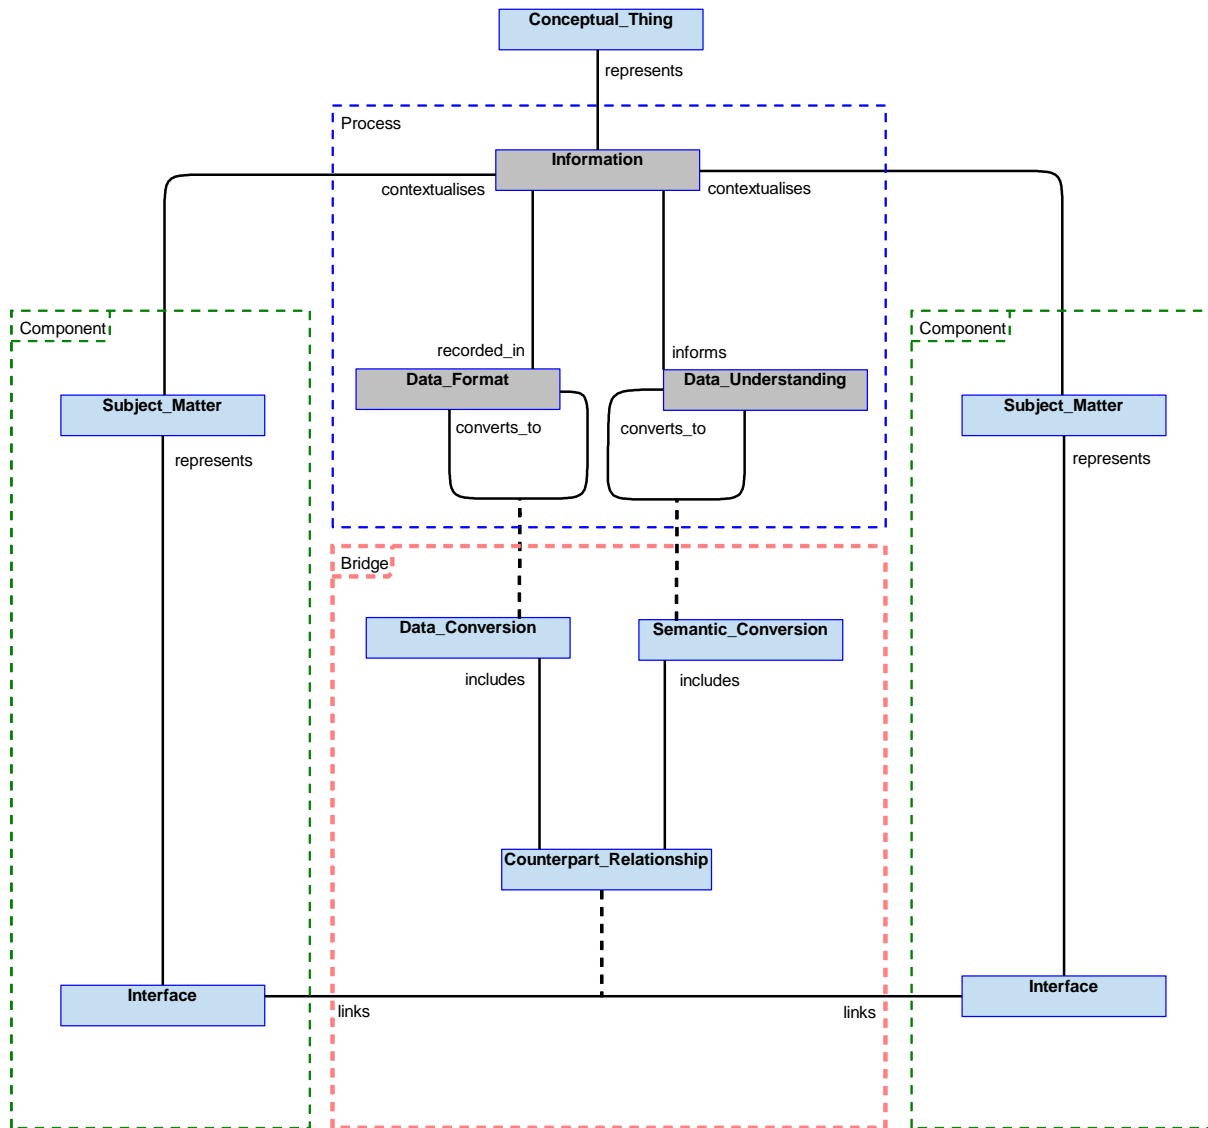 Conceptual_Thing
represents
Process
Information
contextualises
contextualises
recorded_in
informs
Component
Component
Data_Format
Data_Understanding
Subject_Matter
Subject_Matter
converts_to
converts_to
represents
represents
Bridge
Data_Conversion
Semantic_Conversion
includes
includes
Counterpart_Relationship
Interface
Interface
links
links